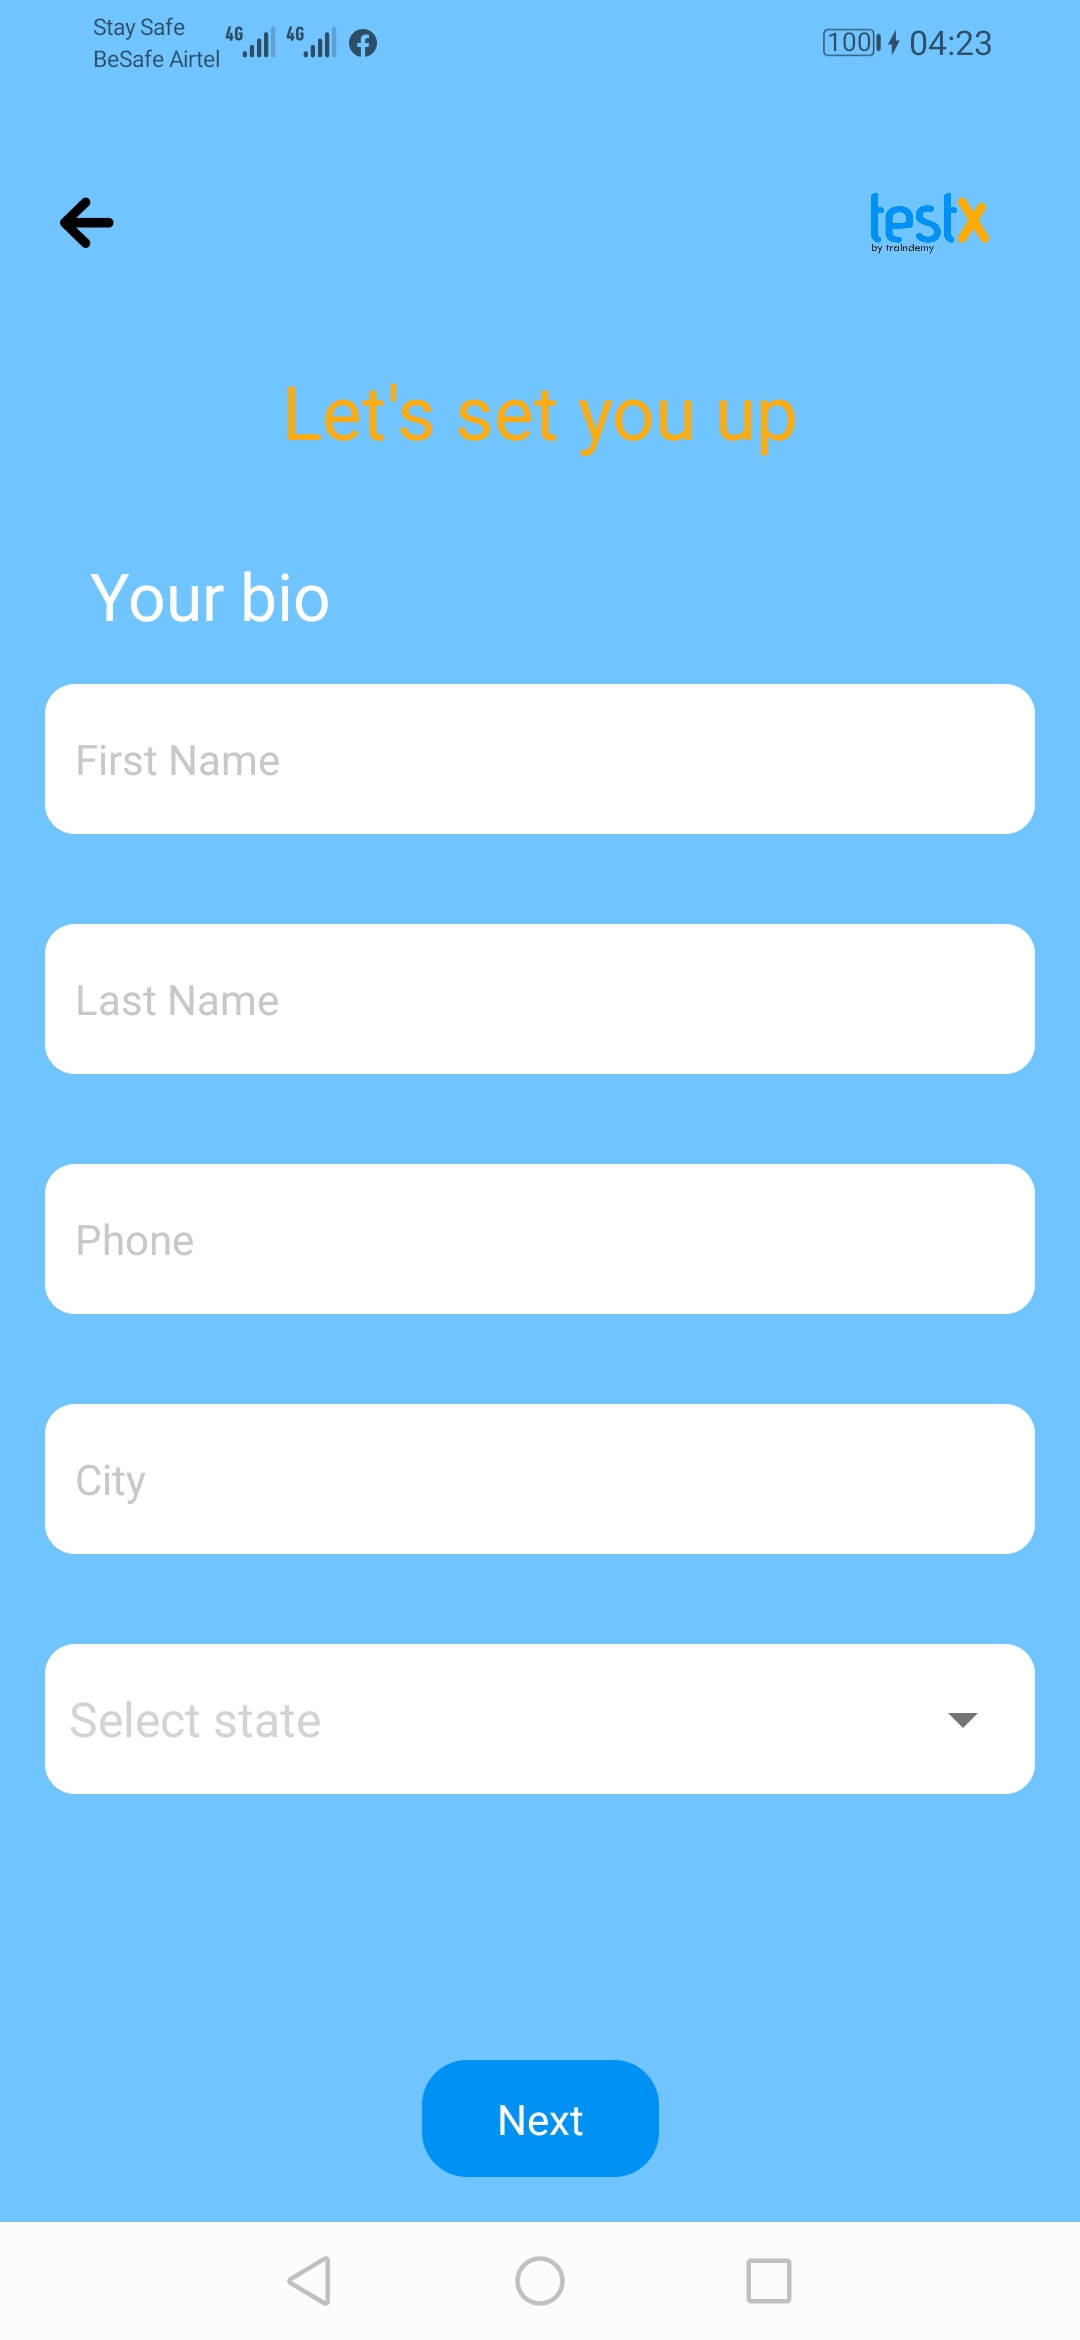 Stay Safe
BeSafe Airtel
4G 4G
100 04:23
testx
by traindemy
Let's set you up
Your bio
First Name
Last Name
Phone
City
Select state
Next